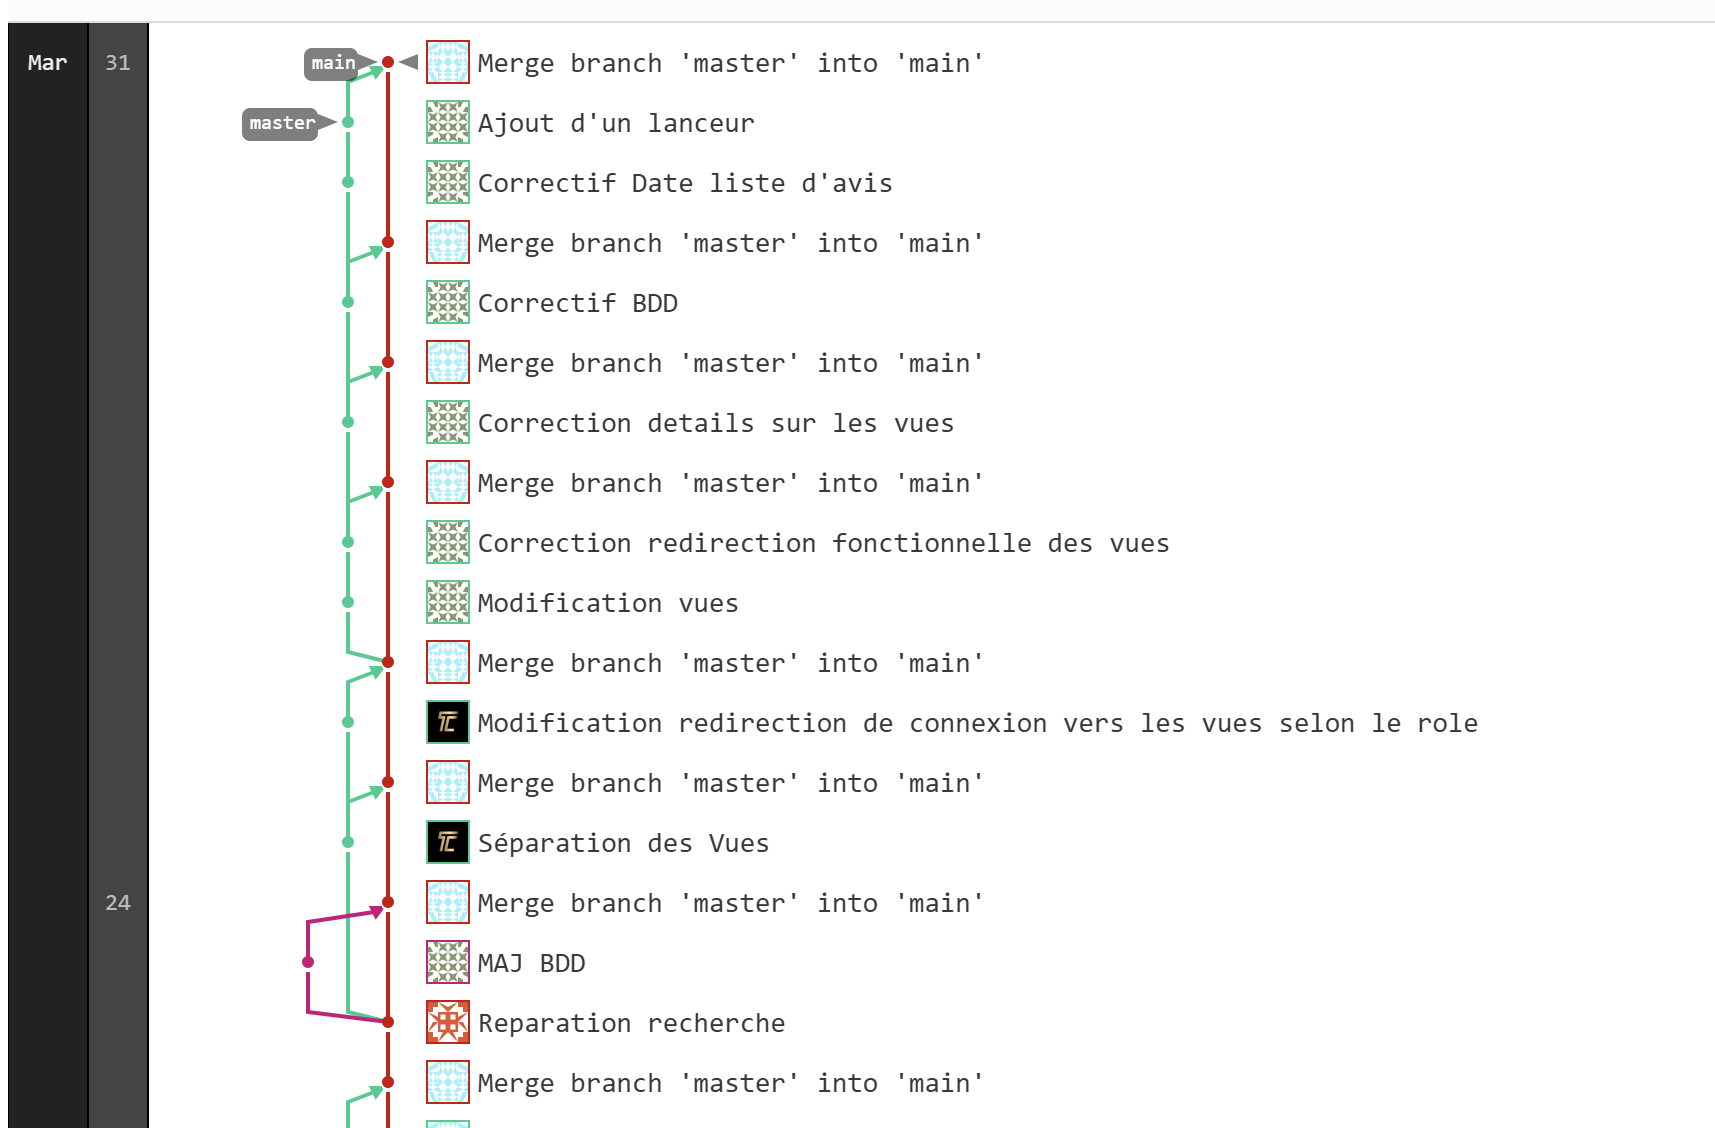 Mar 31 main Merge branch 'master' into 'main'
master Ajout d'un lanceur
Correctif Date liste d'avis
Merge branch 'master' into 'main'
Correctif BDD
Merge branch 'master' into 'main'
Correction details sur les vues
Merge branch 'master' into 'main'
Correction redirection fonctionnelle des vues
Modification vues
Merge branch 'master' into 'main'
TC Modification redirection de connexion vers les vues selon le role
Merge branch 'master' into 'main'
TC Séparation des Vues
24 Merge branch 'master' into 'main'
MAJ BDD
Reparation recherche
Merge branch 'master' into 'main'